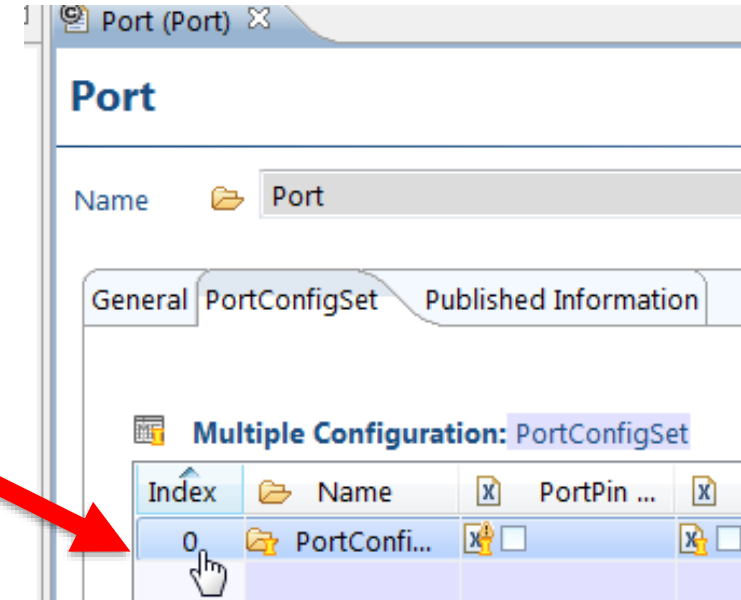 Port (Port)
Port
Name Port
General PortConfigSet Published Information
Multiple Configuration: PortConfigSet
Index Name X PortPin ... X
0 PortConfi... X X